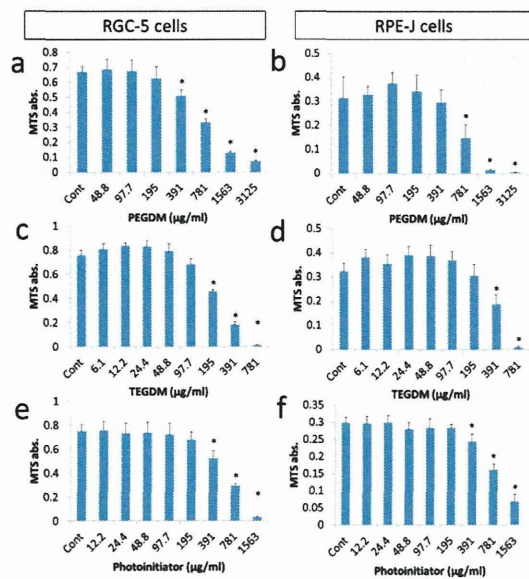 RGC-5 cells
RPE-J cells
a
MTS abs.
0.8
0.7
0.6
0.5
0.4
0.3
0.2
0.1
0
* * * *
Cont 48.8 97.7 195 391 781 1563 3125
PEGDM (µg/ml)
b
MTS abs.
0.5
0.4
0.3
0.2
0.1
0
* * *
Cont 48.8 97.7 195 391 781 1563 3125
PEGDM (µg/ml)
c
MTS abs.
1
0.8
0.6
0.4
0.2
0
* * *
Cont 6.1 12.2 24.4 48.8 97.7 195 391 781
TEGDM (µg/ml)
d
MTS abs.
0.5
0.4
0.3
0.2
0.1
0
* *
Cont 6.1 12.2 24.4 48.8 97.7 195 391 781
TEGDM (µg/ml)
e
MTS abs.
1
0.8
0.6
0.4
0.2
0
* * *
Cont 12.2 24.4 48.8 97.7 195 391 781 1563
Photoinitiator (µg/ml)
f
MTS abs.
0.35
0.3
0.25
0.2
0.15
0.1
0.05
0
* * *
Cont 12.2 24.4 48.8 97.7 195 391 781 1563
Photoinitiator (µg/ml)